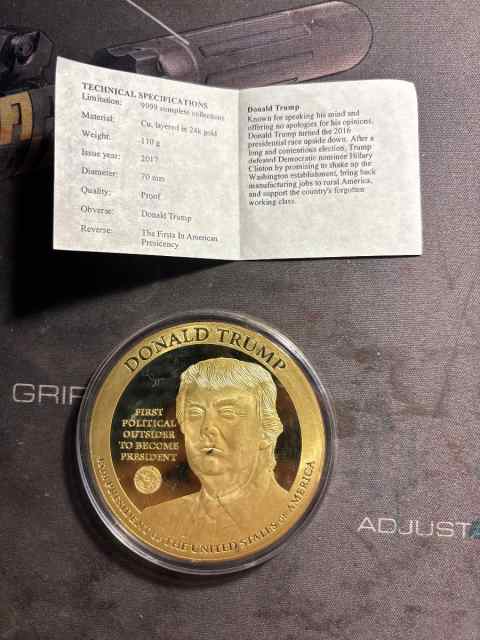 TECHNICAL SPECIFICATIONS
Limitation: 9999 complete collections
Material: Cu, layered in 24k gold
Weight: 110 g
Issue year: 2017
Diameter: 70 mm
Quality: Proof
Obverse: Donald Trump
Reverse: The Firsts In American
Presicency
Donald Trump
Known for speaking his mind and
offering no apologies for his opinions,
Donald Trump turned the 2016
presidential race upside down. After a
long and contentious election, Trump
defeated Democratic nominee Hillary
Clinton by promising to shake up the
Washington establishment, bring back
manufacturing jobs to rural America,
and support the country's forgotten
working class.
DONALD TRUMP
FIRST
POLITICAL
OUTSIDER
TO BECOME
PRESIDENT
PRESIDENT OF THE UNITED STATES OF AMERICA
GRIP
ADJUSTA